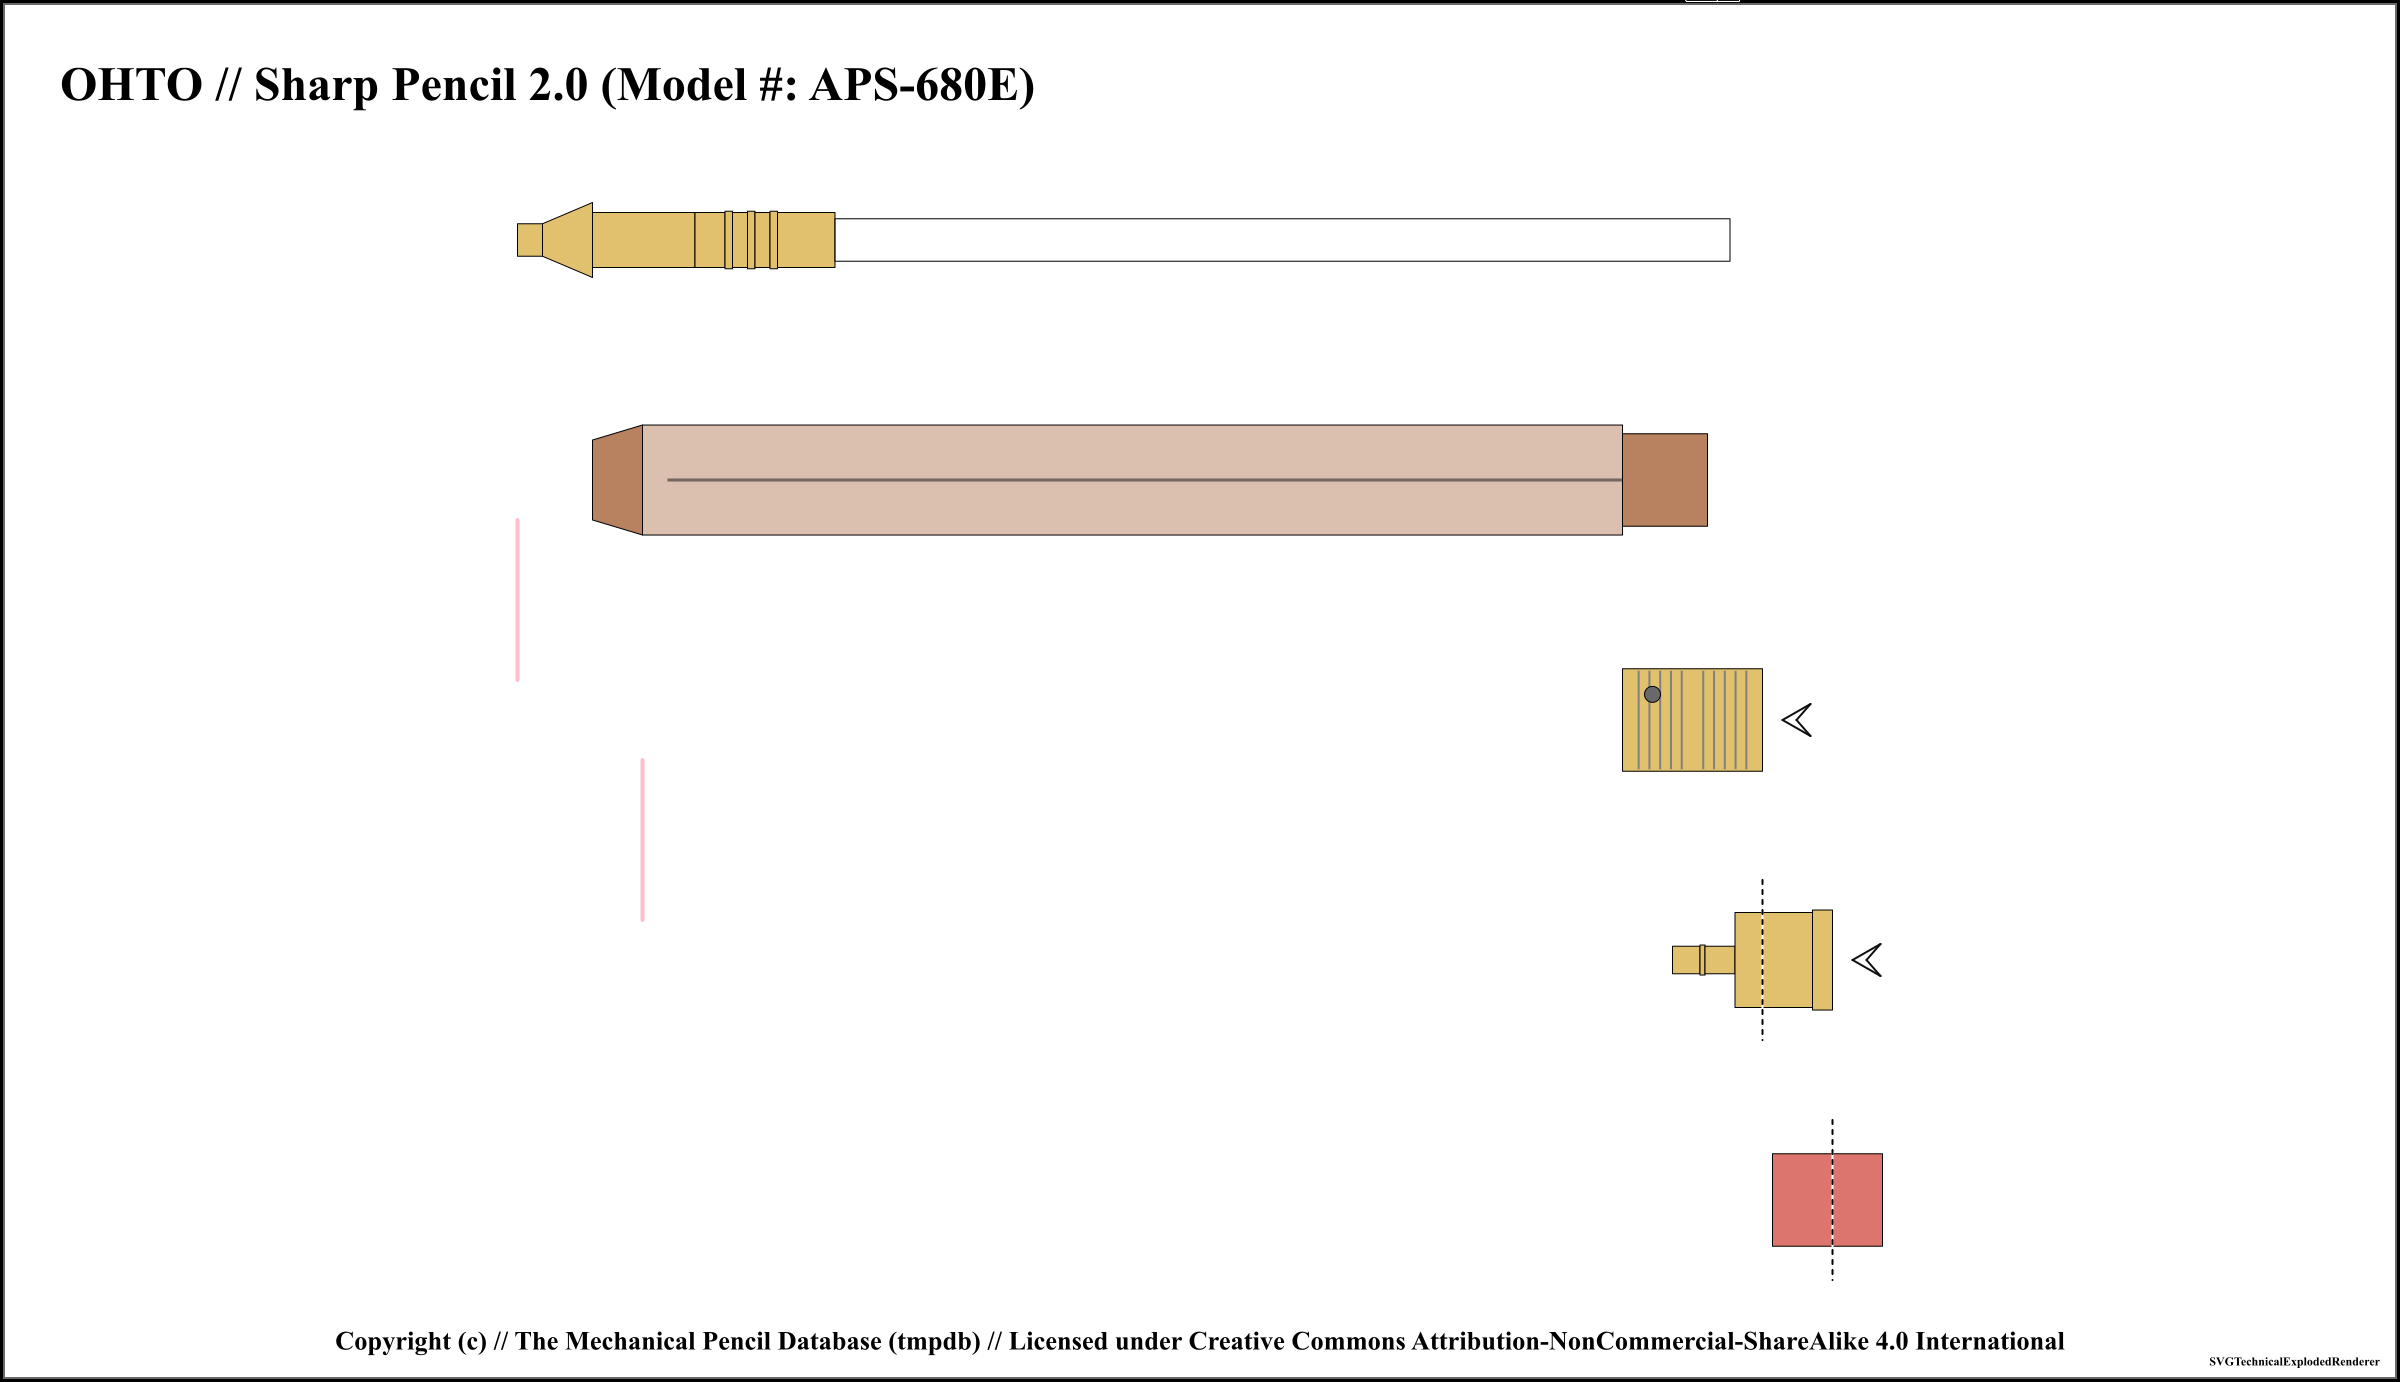 OHTO // Sharp Pencil 2.0 (Model #: APS-680E)
Copyright (c) // The Mechanical Pencil Database (tmpdb) // Licensed under Creative Commons Attribution-NonCommercial-ShareAlike 4.0 International
SVGTechnicalExplodedRenderer